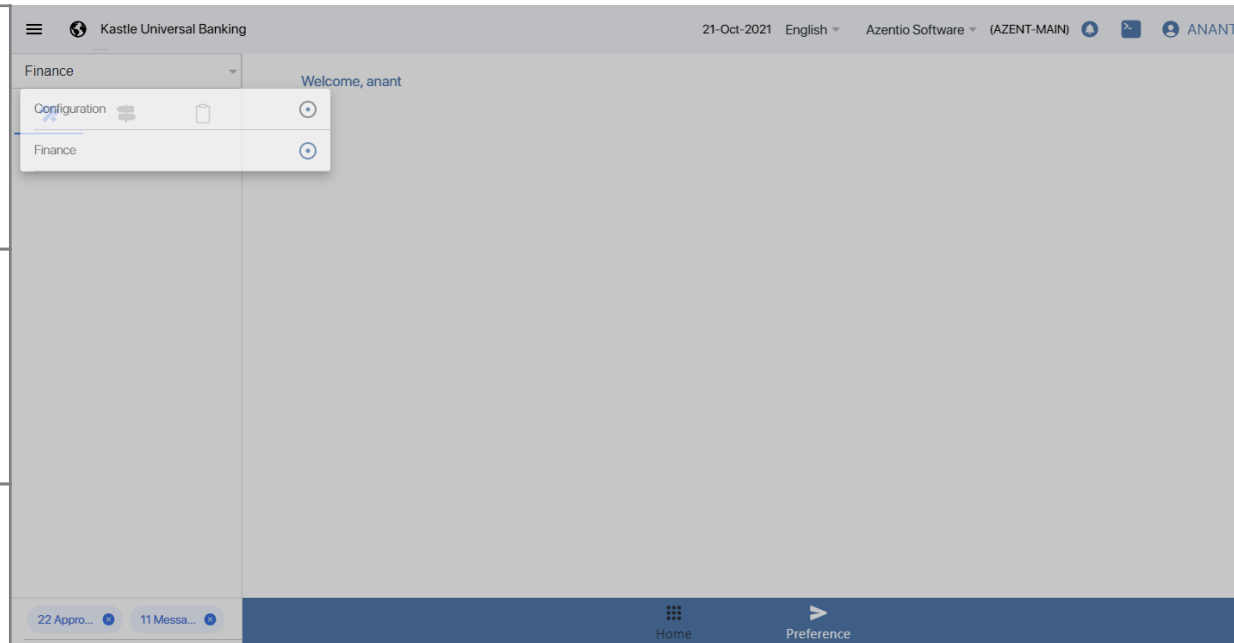 Kastle Universal Banking 21-Oct-2021 English Azentio Software (AZENT-MAIN) ANANT
Finance
Welcome, anant
Configuration
Finance
22 Appro... 11 Messa...
Home Preference